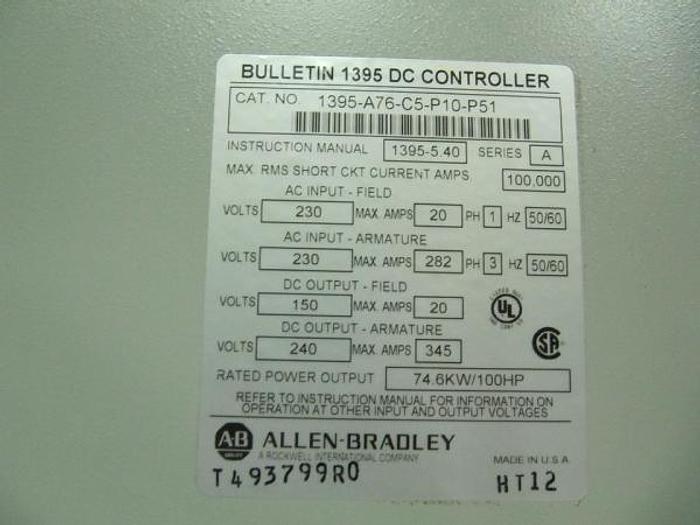 BULLETIN 1395 DC CONTROLLER
CAT. NO. 1395-A76-C5-P10-P51
INSTRUCTION MANUAL 1395-5.40 SERIES A
MAX. RMS SHORT CKT CURRENT AMPS 100,000
AC INPUT - FIELD
VOLTS 230 MAX. AMPS 20 PH 1 HZ 50/60
AC INPUT - ARMATURE
VOLTS 230 MAX. AMPS 282 PH 3 HZ 50/60
DC OUTPUT - FIELD
VOLTS 150 MAX. AMPS 20
DC OUTPUT - ARMATURE
VOLTS 240 MAX. AMPS 345
UL
SA
RATED POWER OUTPUT 74.6KW/100HP
REFER TO INSTRUCTION MANUAL FOR INFORMATION ON
OPERATION AT OTHER INPUT AND OUTPUT VOLTAGES
AB ALLEN-BRADLEY
A ROCKWELL INTERNATIONAL COMPANY
MADE IN U.S.A.
T493799R0 HT12